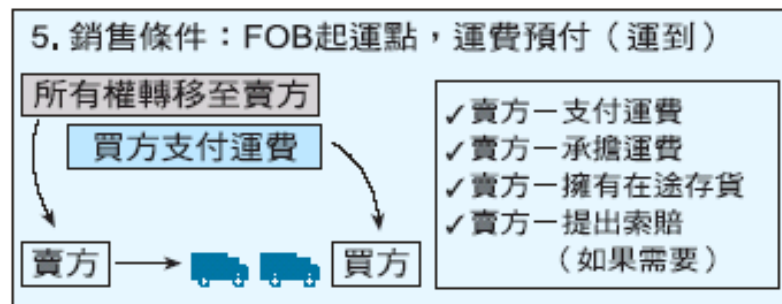 5. 銷售條件：FOB起運點，運費預付（運到）
所有權轉移至賣方
買方支付運費
賣方
買方
✓賣方－支付運費
✓賣方－承擔運費
✓賣方－擁有在途存貨
✓賣方－提出索賠
（如果需要）